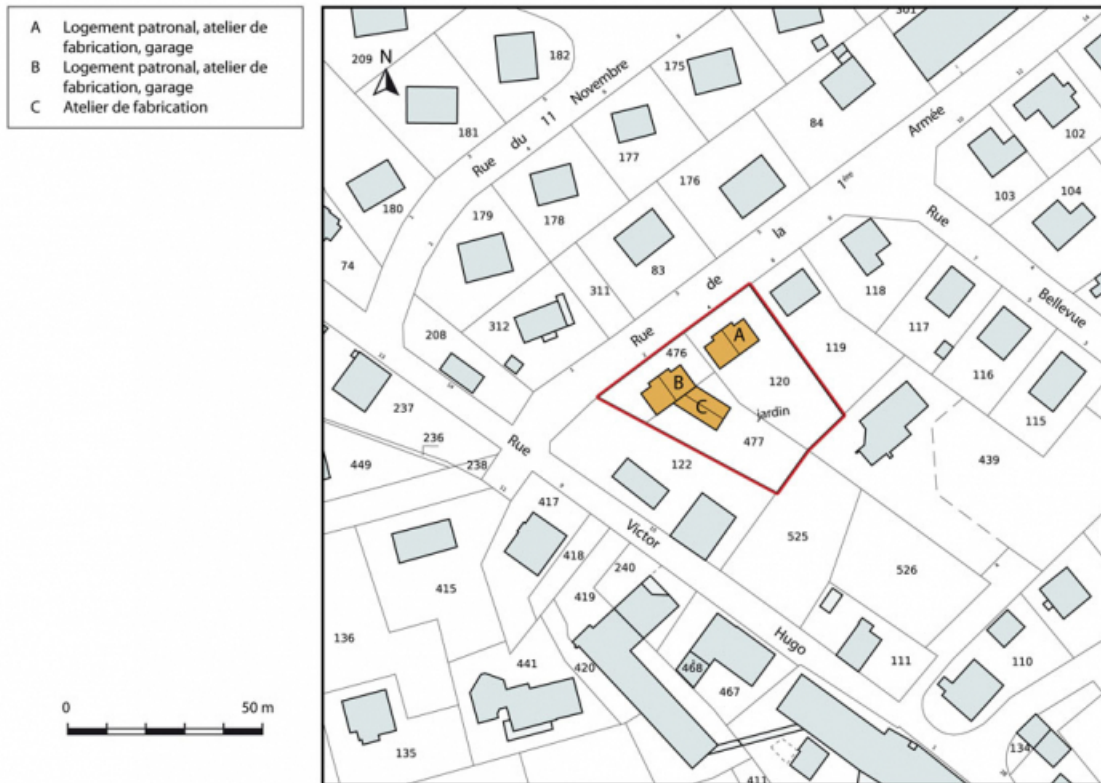 A Logement patronal, atelier de
fabrication, garage
B Logement patronal, atelier de
fabrication, garage
C Atelier de fabrication
N
209
182
175
301
181
Rue du 11 Novembre
84
Armée
102
177
176
103
104
180
179
178
1ère
74
83
la
Rue
311
de
118
Bellevue
208
312
Rue
476
A
117
119
116
237
B
120
C
Jardin
115
236
477
449
238
Rue
122
439
417
Victor
525
418
526
415
240
419
136
Hugo
441
420
468
111
110
467
0 50 m
135
134
411